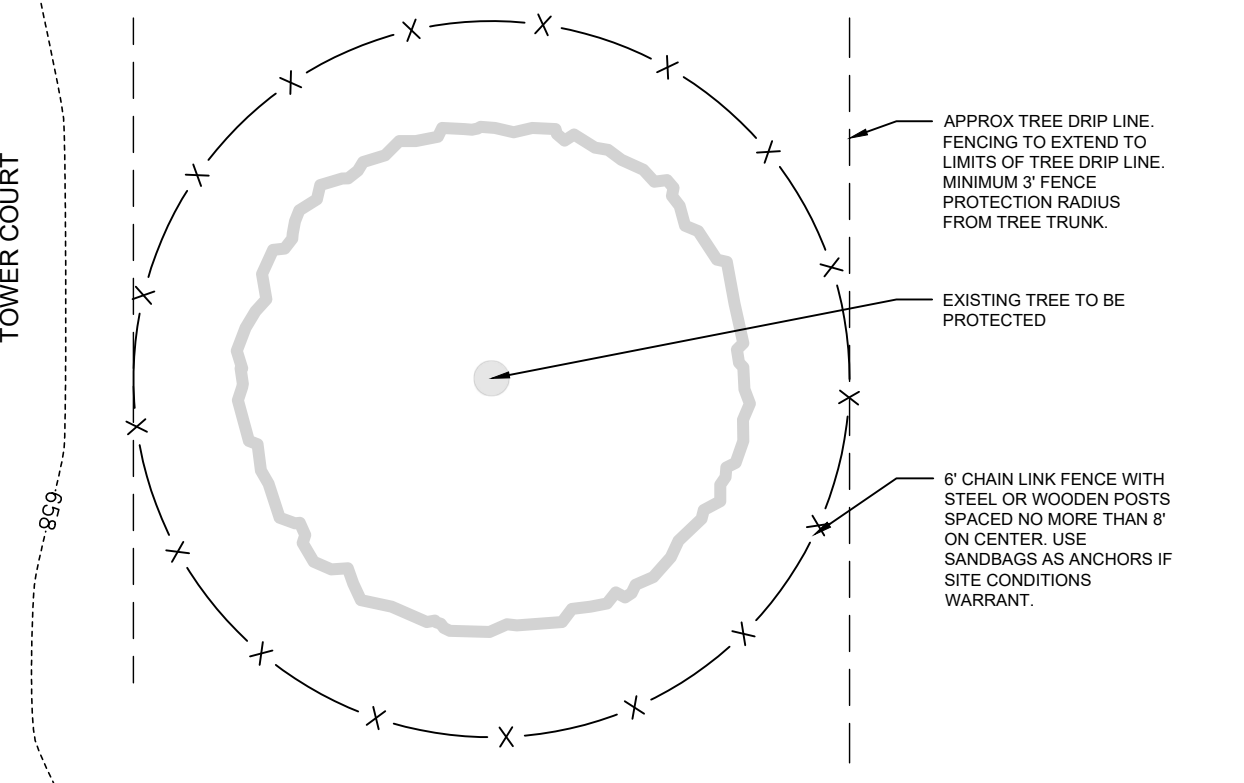 TOWER COURT
658
APPROX TREE DRIP LINE.
FENCING TO EXTEND TO
LIMITS OF TREE DRIP LINE.
MINIMUM 3' FENCE
PROTECTION RADIUS
FROM TREE TRUNK.
EXISTING TREE TO BE
PROTECTED
6' CHAIN LINK FENCE WITH
STEEL OR WOODEN POSTS
SPACED NO MORE THAN 8'
ON CENTER. USE
SANDBAGS AS ANCHORS IF
SITE CONDITIONS
WARRANT.